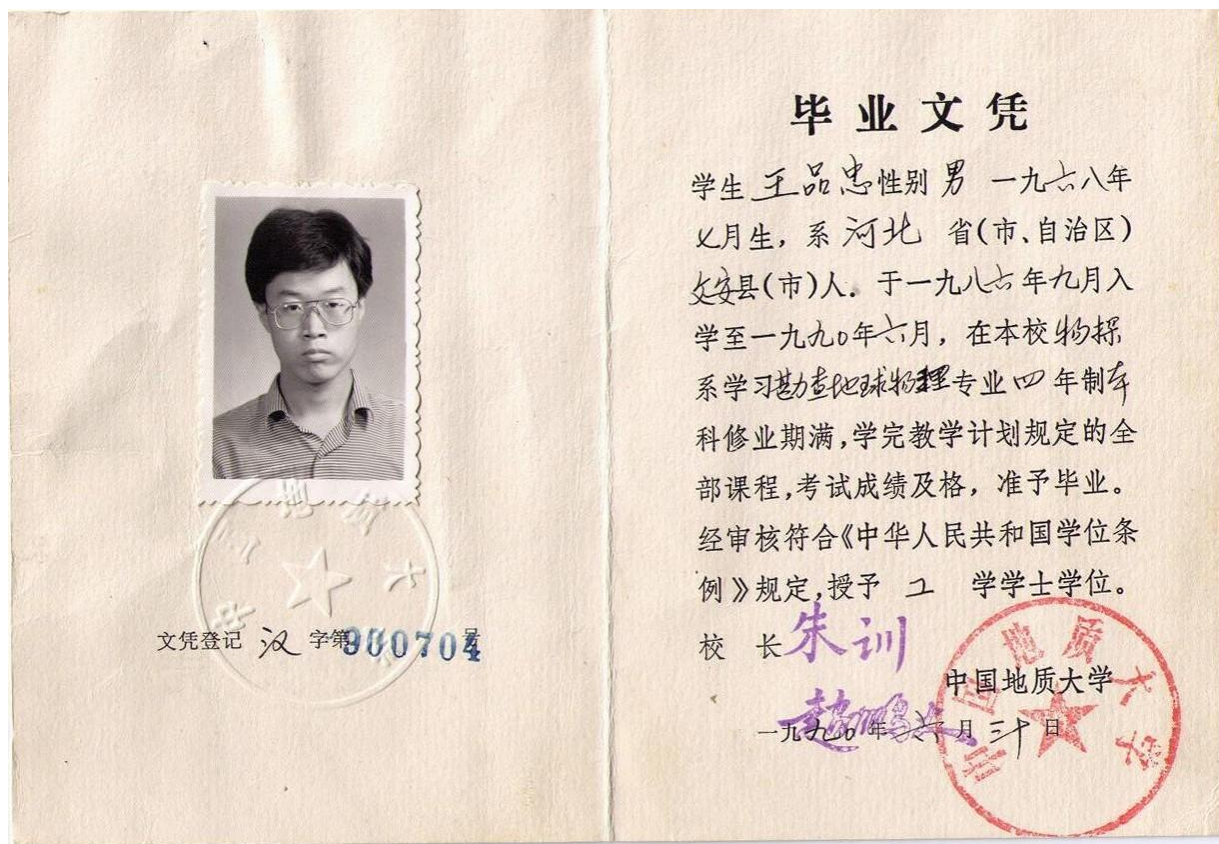 文凭登记 汉 字第900704号
毕业文凭
学生王品忠性别男 一九六八年
七月生，系河北 省(市、自治区)
文安县(市)人. 于一九八六年九月入
学至一九九0年六月，在本校物探
系学习勘查地球物理专业四年制本
科修业期满,学完教学计划规定的全
部课程,考试成绩及格，准予毕业。
经审核符合《中华人民共和国学位条
例》规定,授予 工 学学士学位。
校 长 朱训
中国地质大学
一九九0年六月三十日
中国地质大学